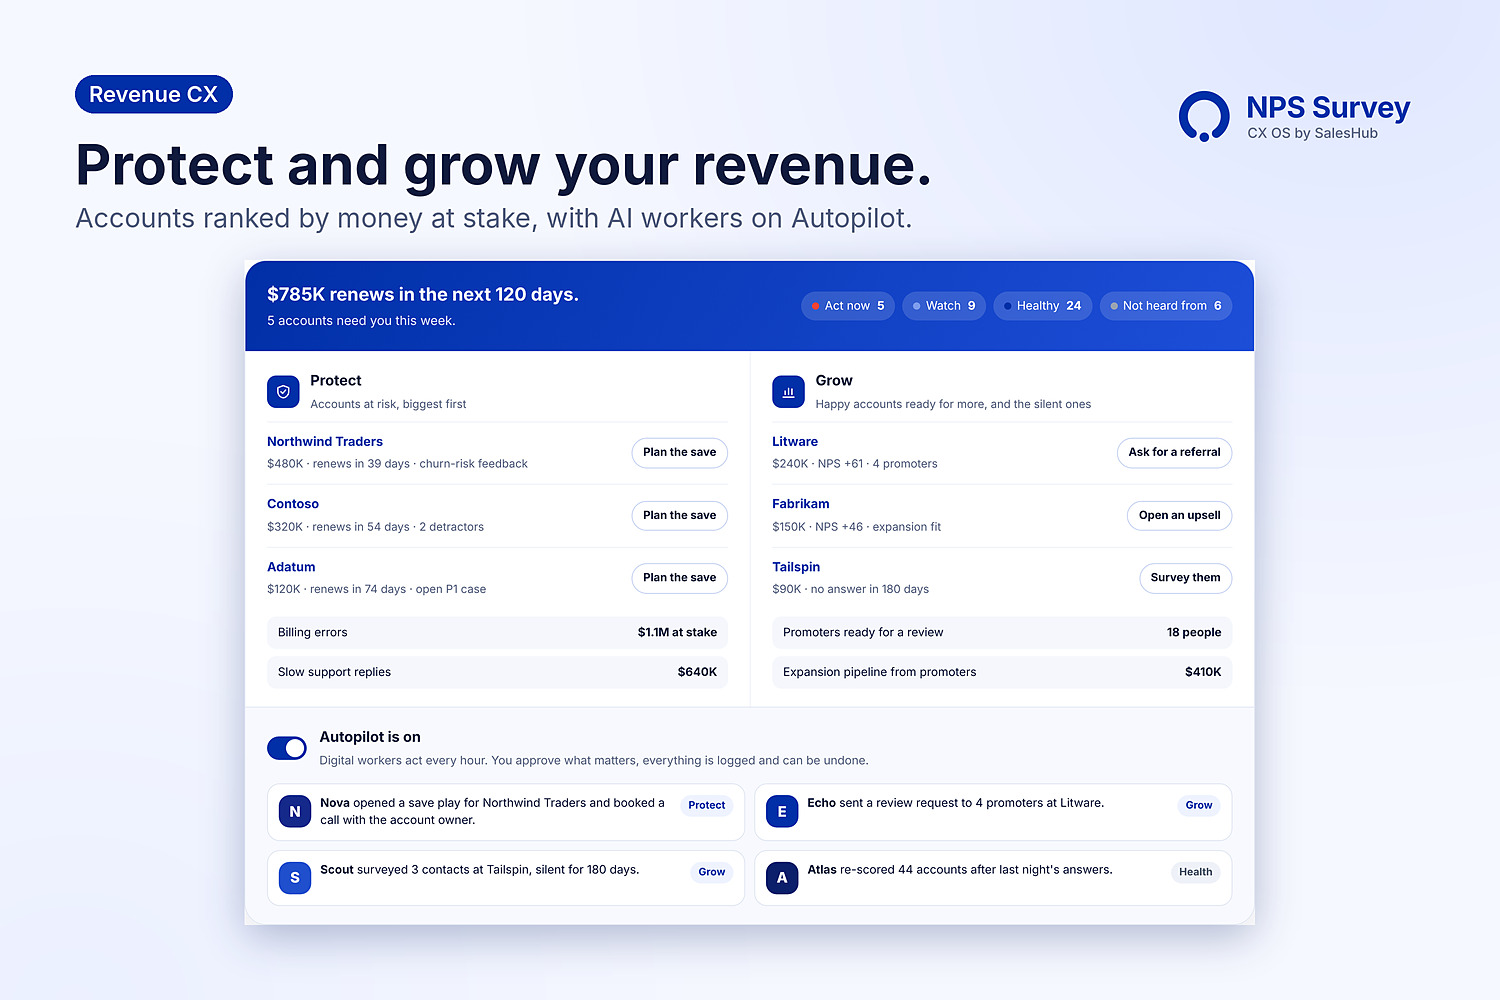 Revenue CX
NPS Survey
CX OS by SalesHub
Protect and grow your revenue.
Accounts ranked by money at stake, with AI workers on Autopilot.
$785K renews in the next 120 days.
5 accounts need you this week.
Act now 5
Watch 9
Healthy 24
Not heard from 6
Protect
Accounts at risk, biggest first
Northwind Traders
$480K · renews in 39 days · churn-risk feedback
Plan the save
Contoso
$320K · renews in 54 days · 2 detractors
Plan the save
Adatum
$120K · renews in 74 days · open P1 case
Plan the save
Billing errors $1.1M at stake
Slow support replies $640K
Grow
Happy accounts ready for more, and the silent ones
Litware
$240K · NPS +61 · 4 promoters
Ask for a referral
Fabrikam
$150K · NPS +46 · expansion fit
Open an upsell
Tailspin
$90K · no answer in 180 days
Survey them
Promoters ready for a review 18 people
Expansion pipeline from promoters $410K
Autopilot is on
Digital workers act every hour. You approve what matters, everything is logged and can be undone.
N
Nova opened a save play for Northwind Traders and booked a
call with the account owner.
Protect
E
Echo sent a review request to 4 promoters at Litware.
Grow
S
Scout surveyed 3 contacts at Tailspin, silent for 180 days.
Grow
A
Atlas re-scored 44 accounts after last night's answers.
Health